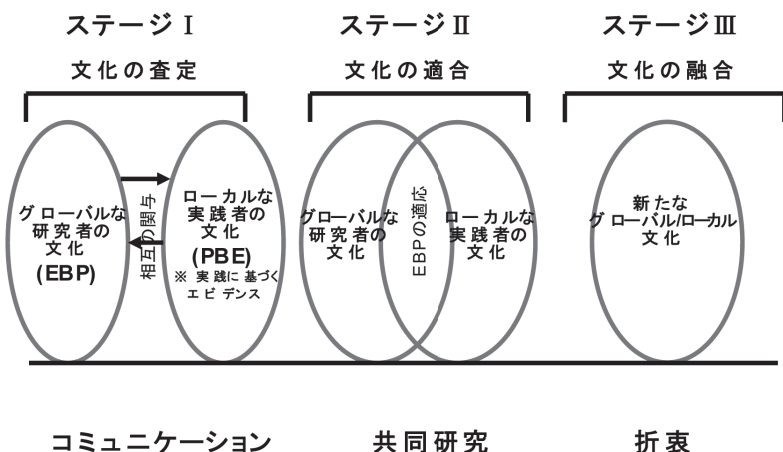 ステージⅠ
ステージⅡ
ステージⅢ
文化の査定
文化の適合
文化の融合
グローバルな
研究者の
文化
(EBP)
相互の関与
ローカルな
実践者の
文化
(PBE)
※ 実践に基づく
エビデンス
グローバルな
研究者の
文化
EBPの適応
ローカルな
実践者の
文化
新たな
グローバル/ローカル
文化
コミュニケーション
共同研究
折衷